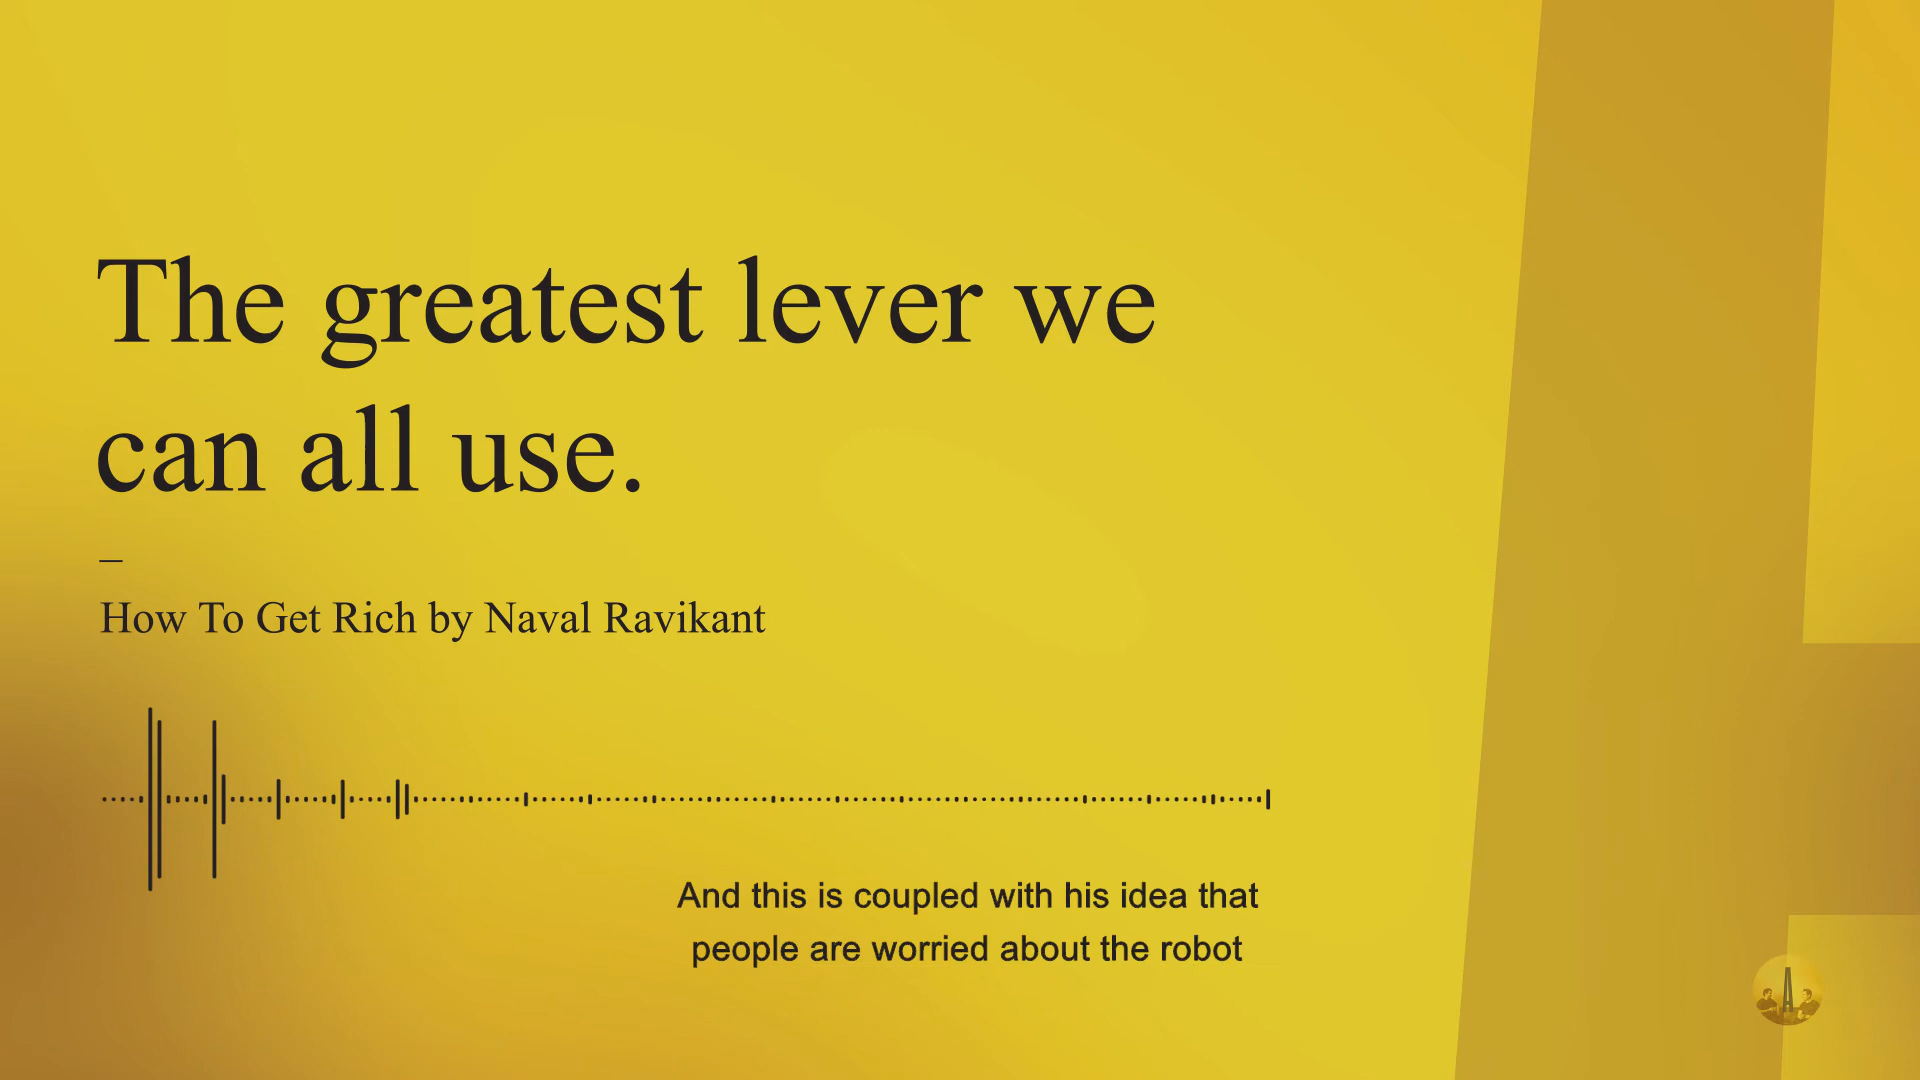 The greatest lever we
can all use.
–
How To Get Rich by Naval Ravikant
And this is coupled with his idea that
people are worried about the robot